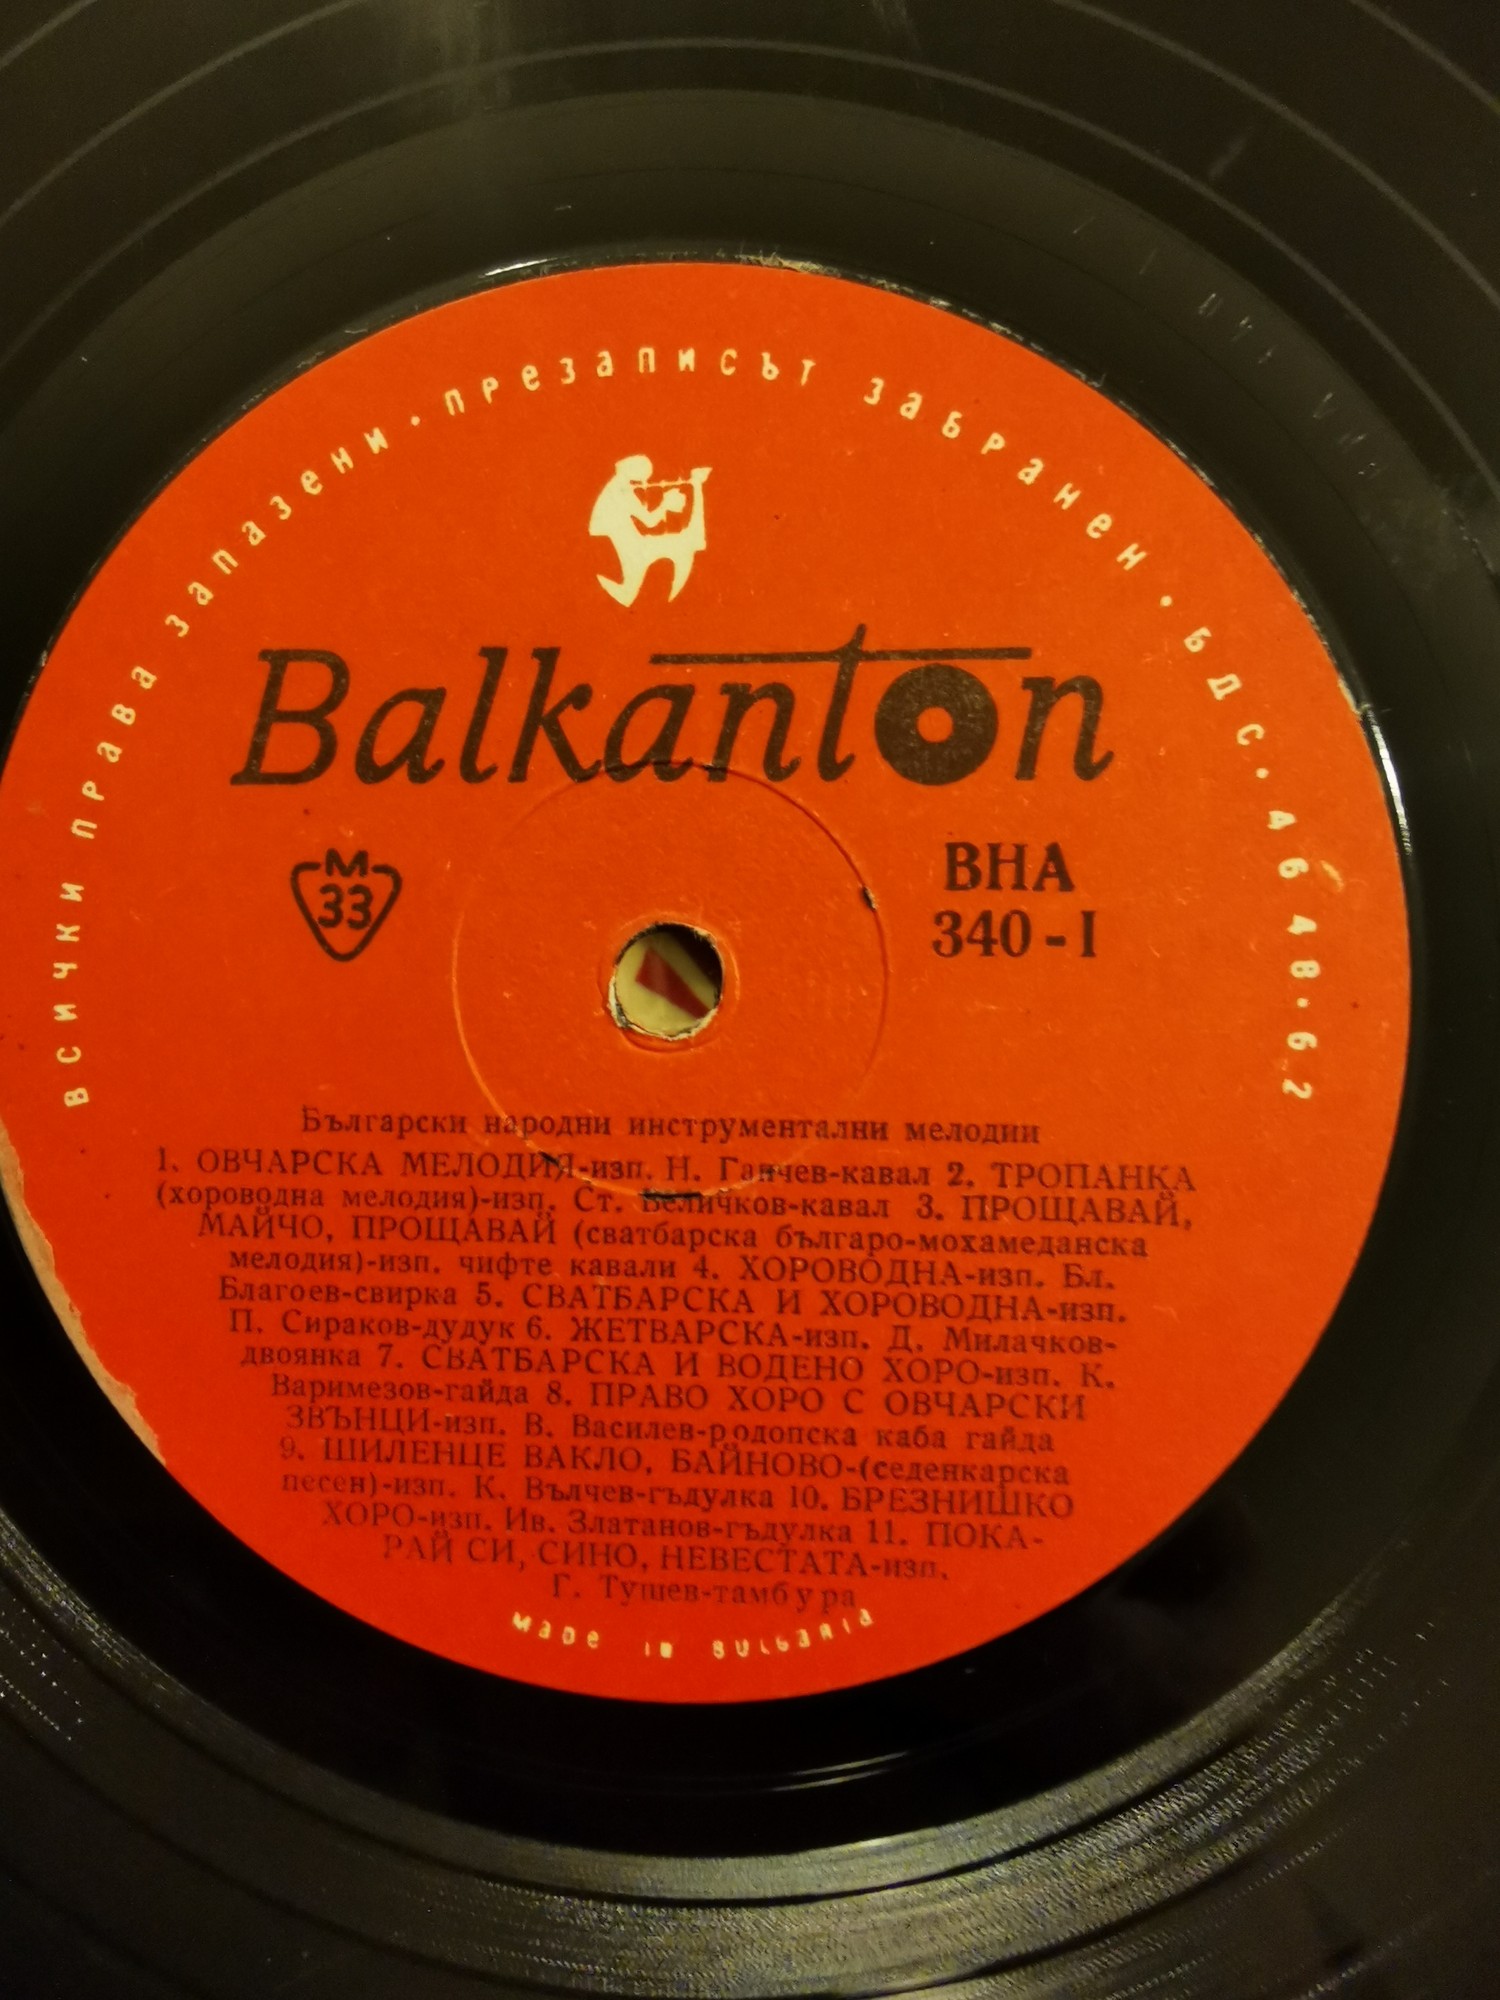 всички права запазени · презаписът забранен · БДС. 4648-62
Balkanton
М
33
ВНА
340-I
Български народни инструментални мелодии
1. ОВЧАРСКА МЕЛОДИЯ-изп. Н. Ганчев-кавал 2. ТРОПАНКА
(хороводна мелодия)-изп. Ст. Величков-кавал 3. ПРОЩАВАЙ,
МАЙЧО, ПРОЩАВАЙ (сватбарска българо-мохамеданска
мелодия)-изп. чифте кавали 4. ХОРОВОДНА-изп. Бл.
Благоев-свирка 5. СВАТБАРСКА И ХОРОВОДНА-изп.
П. Сираков-дудук 6. ЖЕТВАРСКА-изп. Д. Милачков-
двоянка 7. СВАТБАРСКА И ВОДЕНО ХОРО-изп. К.
Варимезов-гайда 8. ПРАВО ХОРО С ОВЧАРСКИ
ЗВЪНЦИ-изп. В. Василев-родопска каба гайда
9. ШИЛЕНЦЕ ВАКЛО, БАЙНОВО-(седенкарска
песен)-изп. К. Вълчев-гъдулка 10. БРЕЗНИШКО
ХОРО-изп. Ив. Златанов-гъдулка 11. ПОКА-
РАЙ СИ, СИНО, НЕВЕСТАТА-изп.
Г. Тушев-тамбура
made in BULGARIA